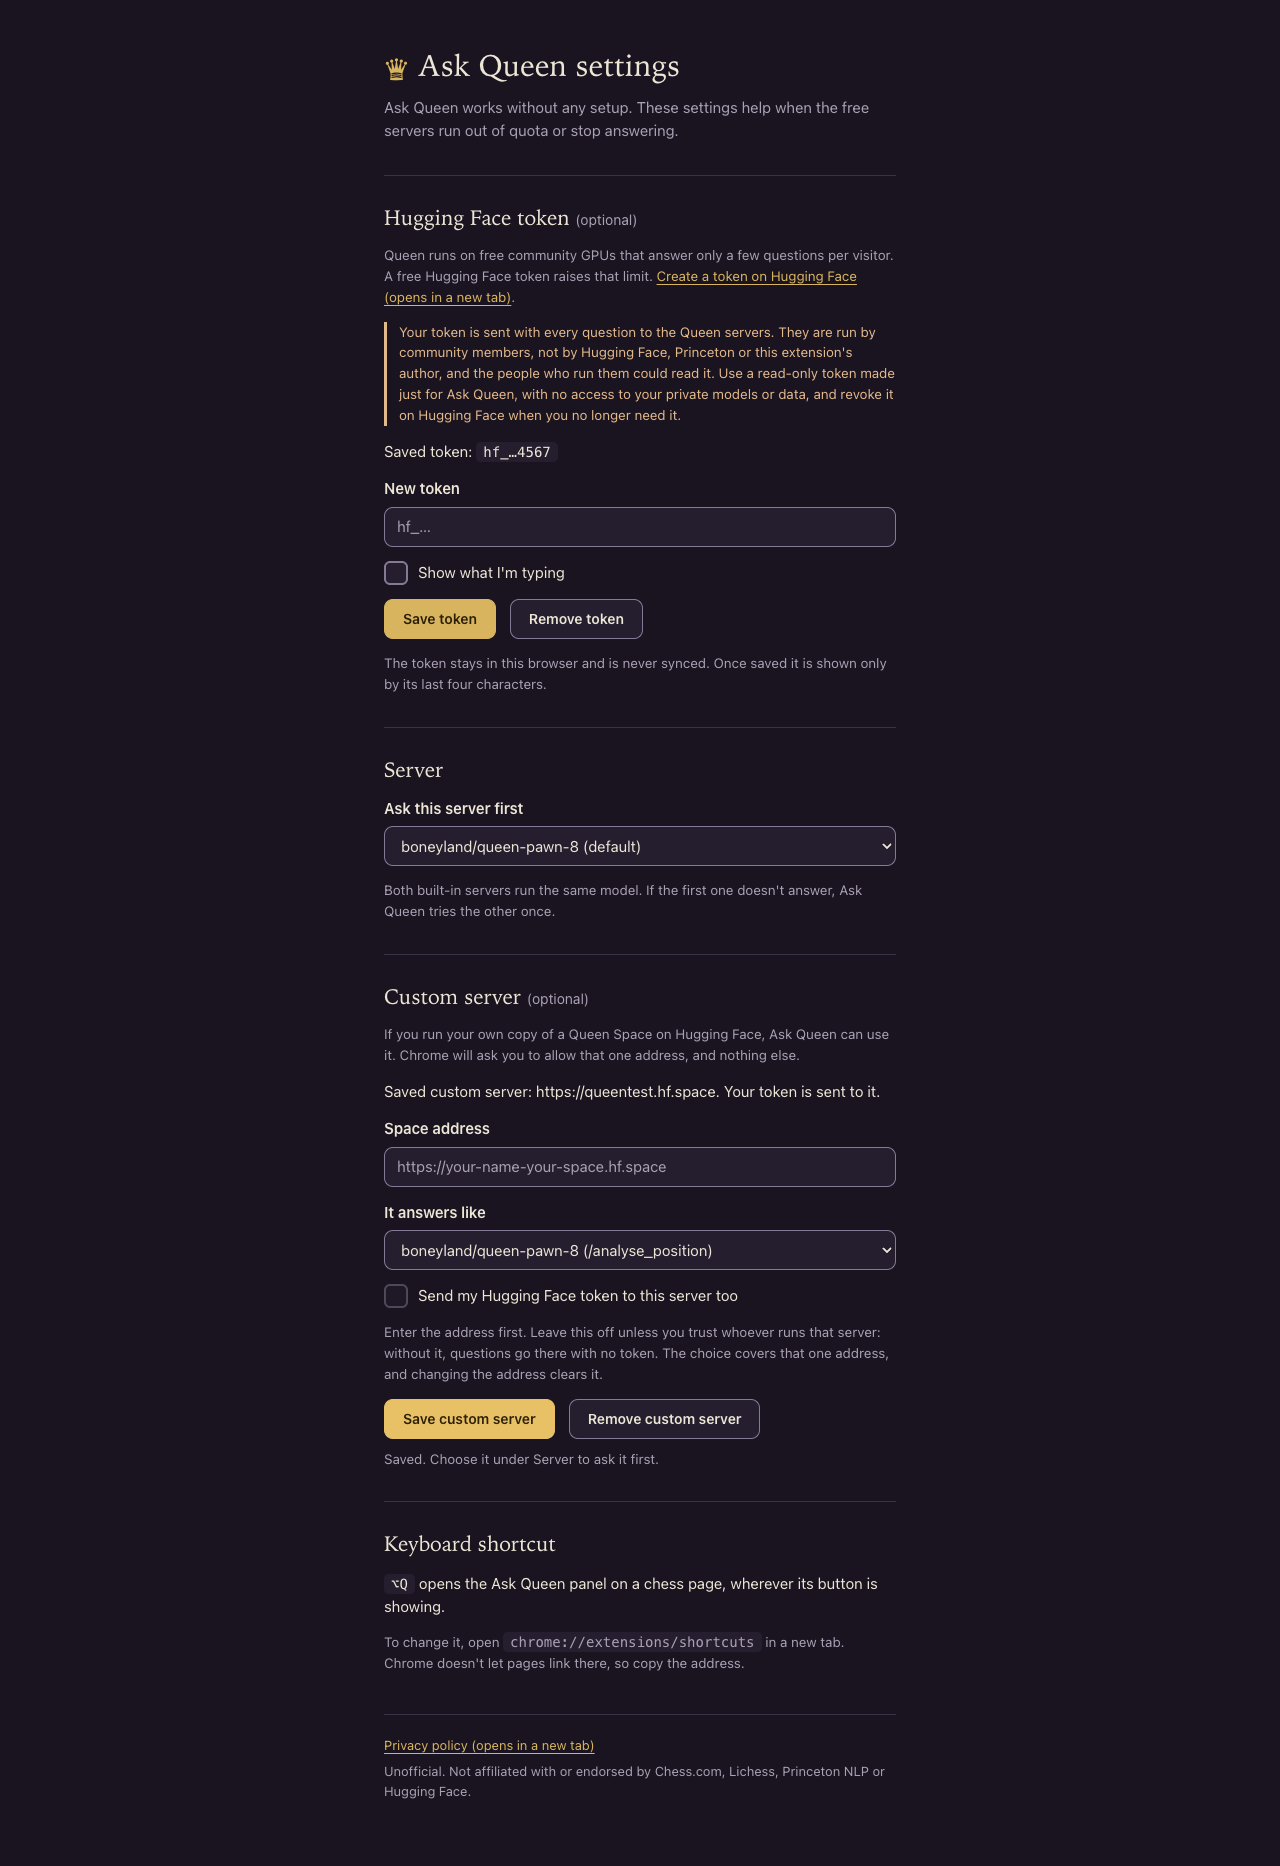 ♛ Ask Queen settings
Ask Queen works without any setup. These settings help when the free
servers run out of quota or stop answering.
Hugging Face token (optional)
Queen runs on free community GPUs that answer only a few questions per visitor.
A free Hugging Face token raises that limit. Create a token on Hugging Face
(opens in a new tab).
Your token is sent with every question to the Queen servers. They are run by
community members, not by Hugging Face, Princeton or this extension's
author, and the people who run them could read it. Use a read-only token made
just for Ask Queen, with no access to your private models or data, and revoke it
on Hugging Face when you no longer need it.
Saved token: hf_…4567
New token
hf_...
Show what I'm typing
Save token Remove token
The token stays in this browser and is never synced. Once saved it is shown only
by its last four characters.
Server
Ask this server first
boneyland/queen-pawn-8 (default)
Both built-in servers run the same model. If the first one doesn't answer, Ask
Queen tries the other once.
Custom server (optional)
If you run your own copy of a Queen Space on Hugging Face, Ask Queen can use
it. Chrome will ask you to allow that one address, and nothing else.
Saved custom server: https://queentest.hf.space. Your token is sent to it.
Space address
https://your-name-your-space.hf.space
It answers like
boneyland/queen-pawn-8 (/analyse_position)
Send my Hugging Face token to this server too
Enter the address first. Leave this off unless you trust whoever runs that server:
without it, questions go there with no token. The choice covers that one address,
and changing the address clears it.
Save custom server Remove custom server
Saved. Choose it under Server to ask it first.
Keyboard shortcut
⌥Q opens the Ask Queen panel on a chess page, wherever its button is
showing.
To change it, open chrome://extensions/shortcuts in a new tab.
Chrome doesn't let pages link there, so copy the address.
Privacy policy (opens in a new tab)
Unofficial. Not affiliated with or endorsed by Chess.com, Lichess, Princeton NLP or
Hugging Face.